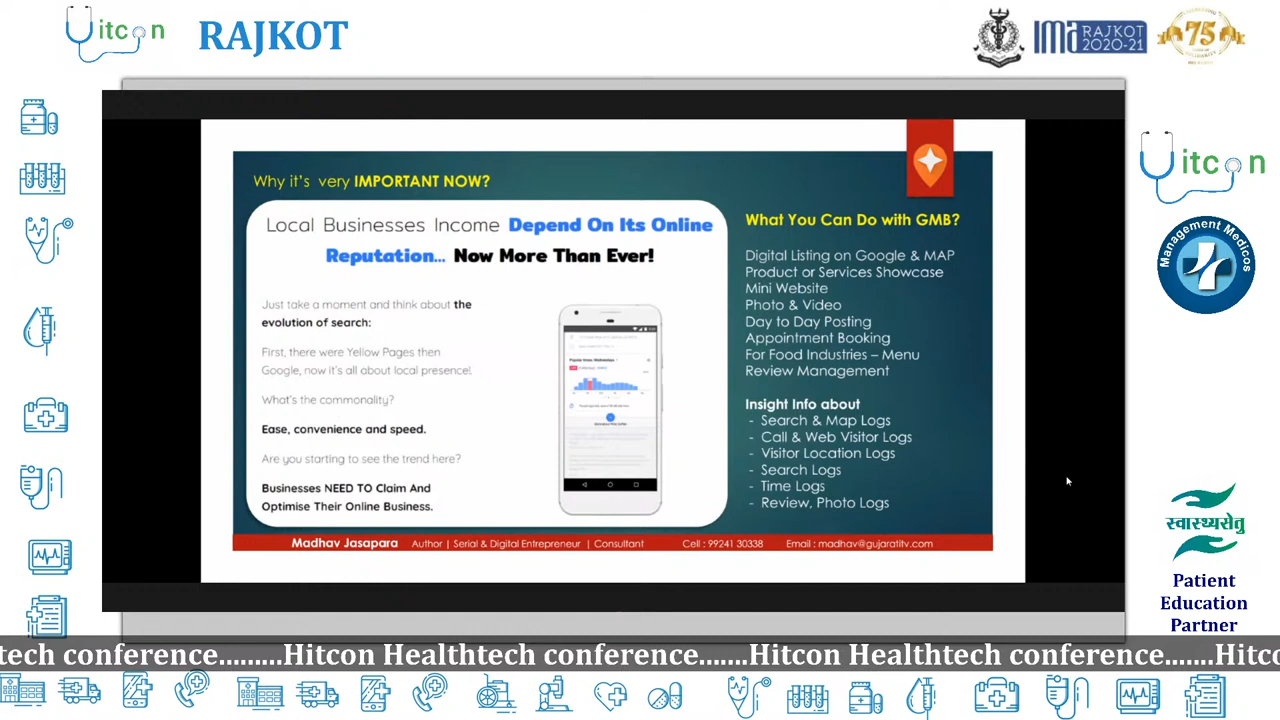 itcon
RAJKOT
IMA RAJKOT
2020-21
75
Why it's very IMPORTANT NOW?
Local Businesses Income Depend On Its Online
Reputation... Now More Than Ever!
Just take a moment and think about the
evolution of search:
First, there were Yellow Pages then
Google, now it's all about local presence!
What's the commonality?
Ease, convenience and speed.
Are you starting to see the trend here?
Businesses NEED TO Claim And
Optimise Their Online Business.
What You Can Do with GMB?
Digital Listing on Google & MAP
Product or Services Showcase
Mini Website
Photo & Video
Day to Day Posting
Appointment Booking
For Food Industries – Menu
Review Management
Insight Info about
- Search & Map Logs
- Call & Web Visitor Logs
- Visitor Location Logs
- Search Logs
- Time Logs
- Review, Photo Logs
Madhav Jasapara Author | Serial & Digital Entrepreneur | Consultant Cell : 99241 30338 Email : madhav@gujaratitv.com
itcon
Management Medicos
स्वास्थ्यसेतु
Patient
Education
Partner
tech conference.........Hitcon Healthtech conference.......Hitcon Healthtech conference.......Hitco